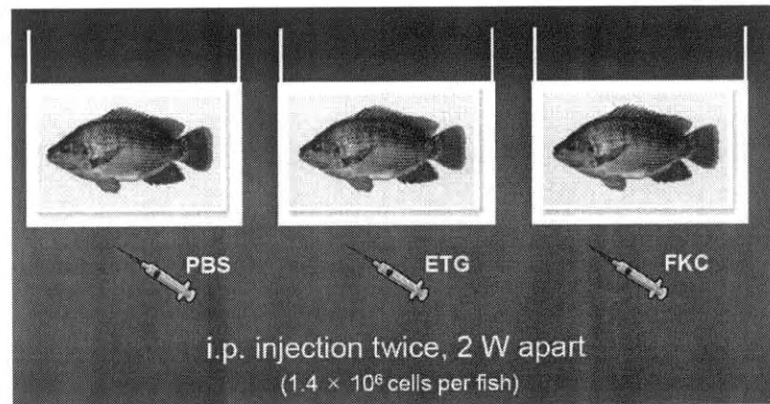 PBS
ETG
FKC
i.p. injection twice, 2 W apart
(1.4 × 10⁶ cells per fish)